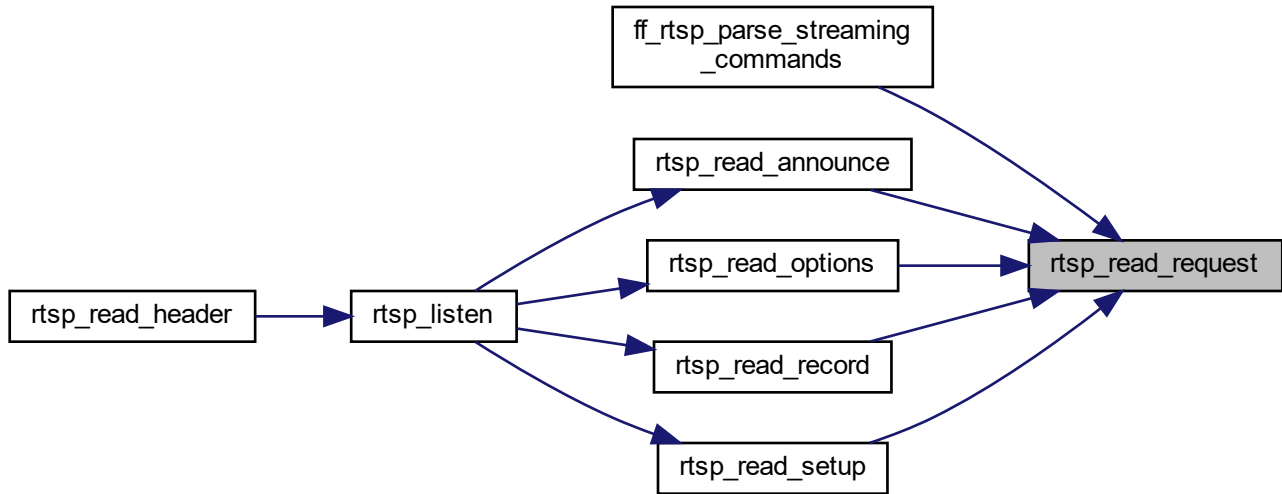 ff_rtsp_parse_streaming
_commands
rtsp_read_announce
rtsp_read_options
rtsp_read_request
rtsp_read_header
rtsp_listen
rtsp_read_record
rtsp_read_setup